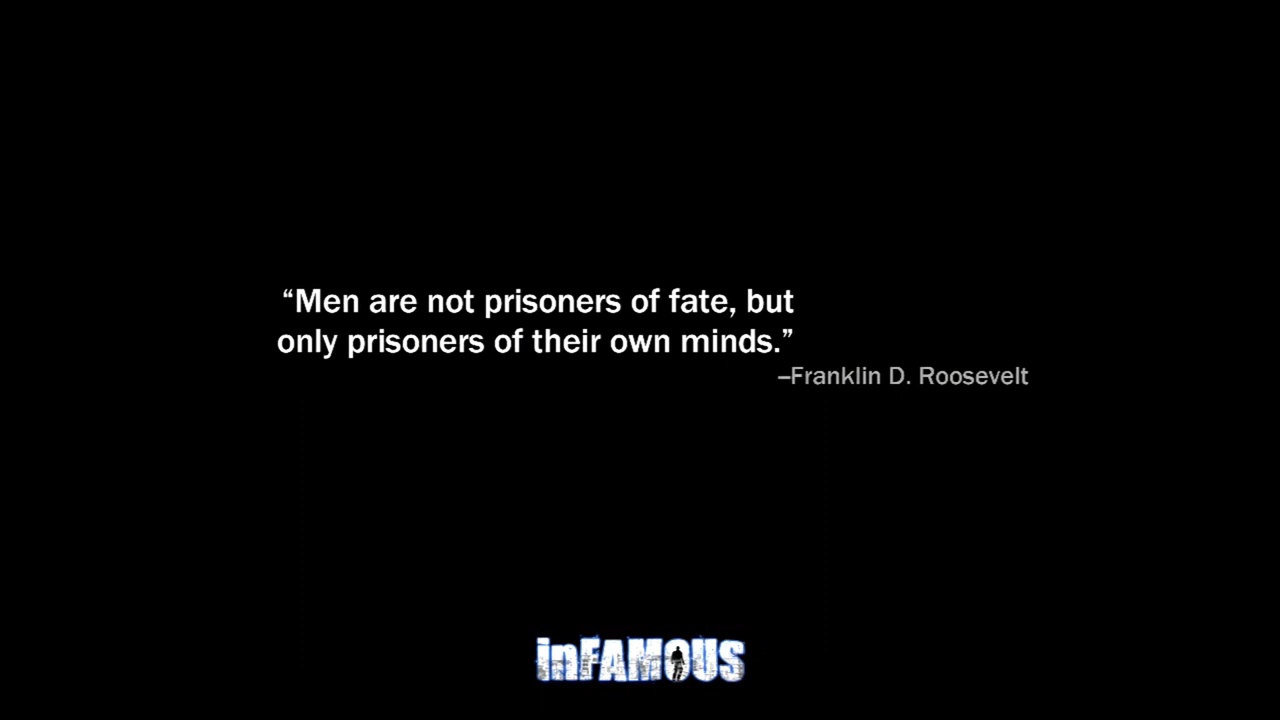 “Men are not prisoners of fate, but
only prisoners of their own minds.”
–Franklin D. Roosevelt
inFAMOUS